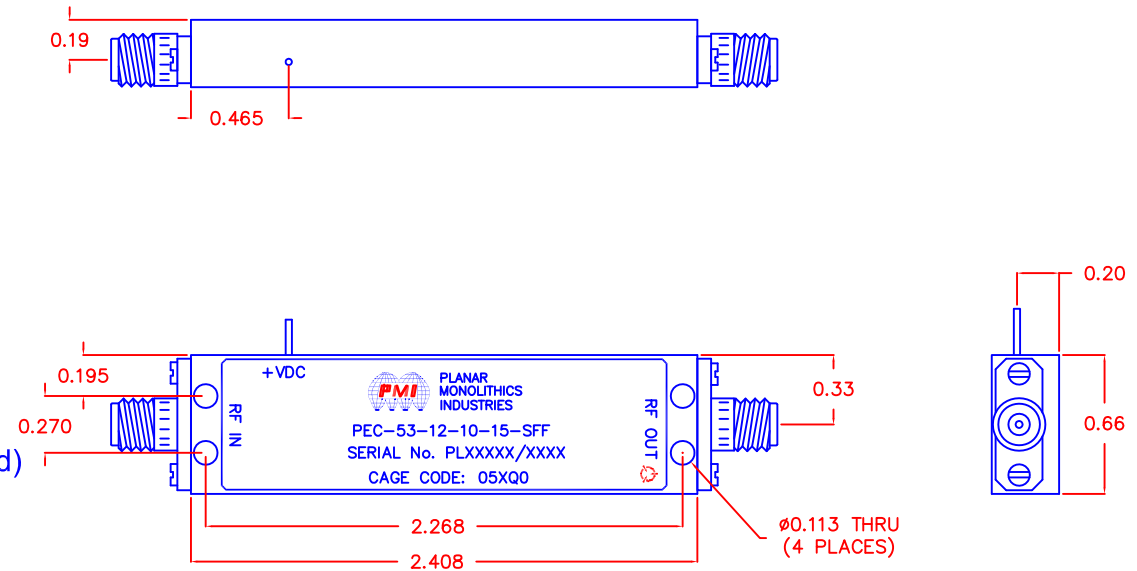 0.19
0.465
0.20
0.195
0.270
d)
+VDC
PMI
PLANAR
MONOLITHICS
INDUSTRIES
RF IN
PEC-53-12-10-15-SFF
SERIAL No. PLXXXXX/XXXX
CAGE CODE: 05XQ0
RF OUT
0.33
0.66
2.268
2.408
ø0.113 THRU
(4 PLACES)